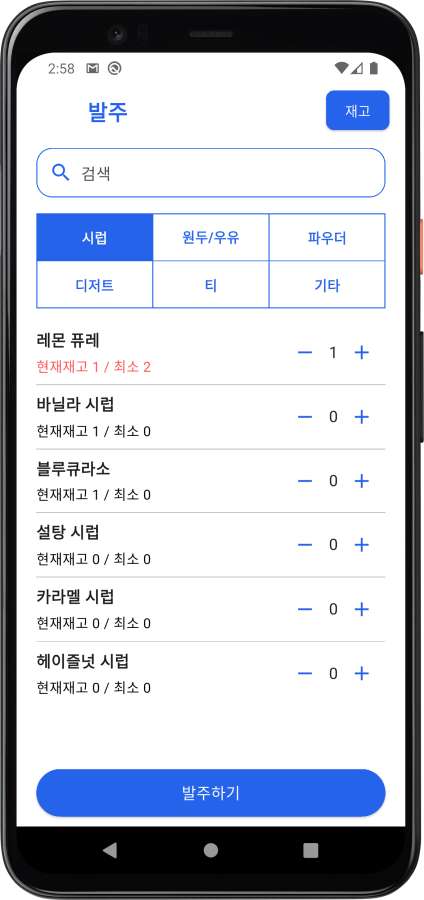 2:58
발주
재고
검색
시럽 원두/우유 파우더
디저트 티 기타
레몬 퓨레
현재재고 1 / 최소 2
1
바닐라 시럽
현재재고 1 / 최소 0
0
블루큐라소
현재재고 1 / 최소 0
0
설탕 시럽
현재재고 0 / 최소 0
0
카라멜 시럽
현재재고 0 / 최소 0
0
헤이즐넛 시럽
현재재고 0 / 최소 0
0
발주하기